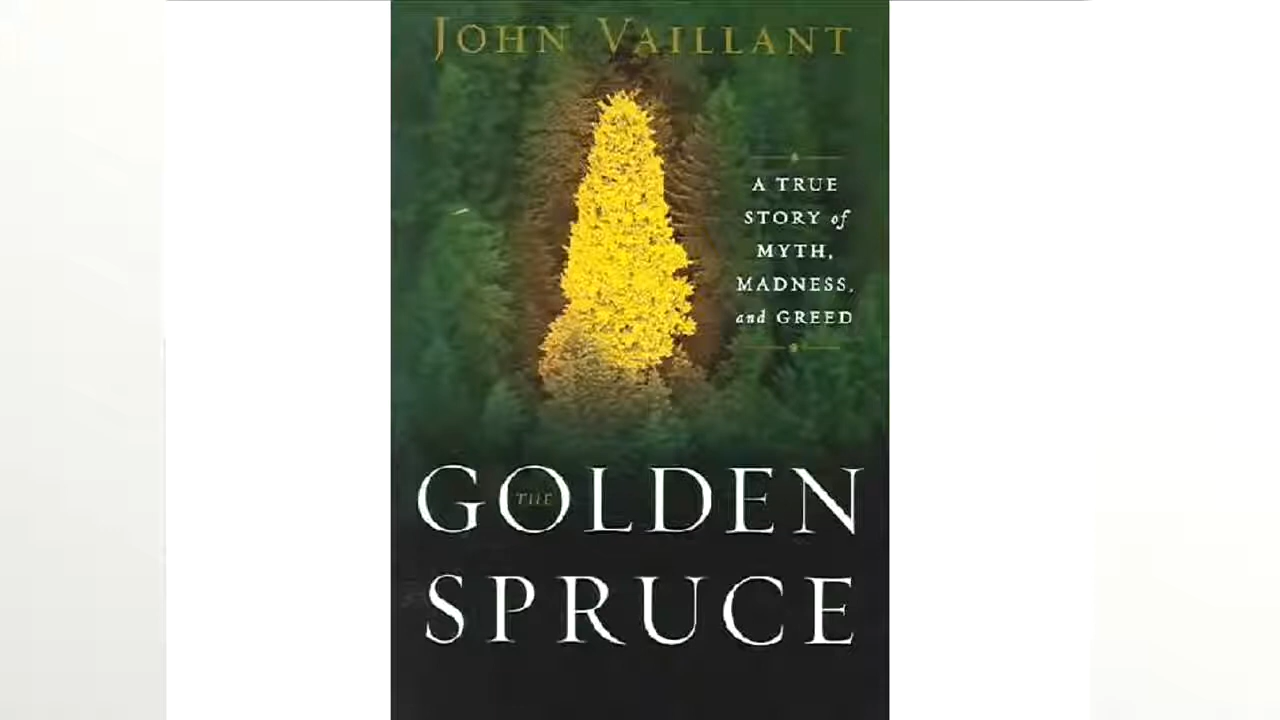 JOHN VAILLANT
A TRUE
STORY of
MYTH,
MADNESS,
and GREED
THE
GOLDEN
SPRUCE